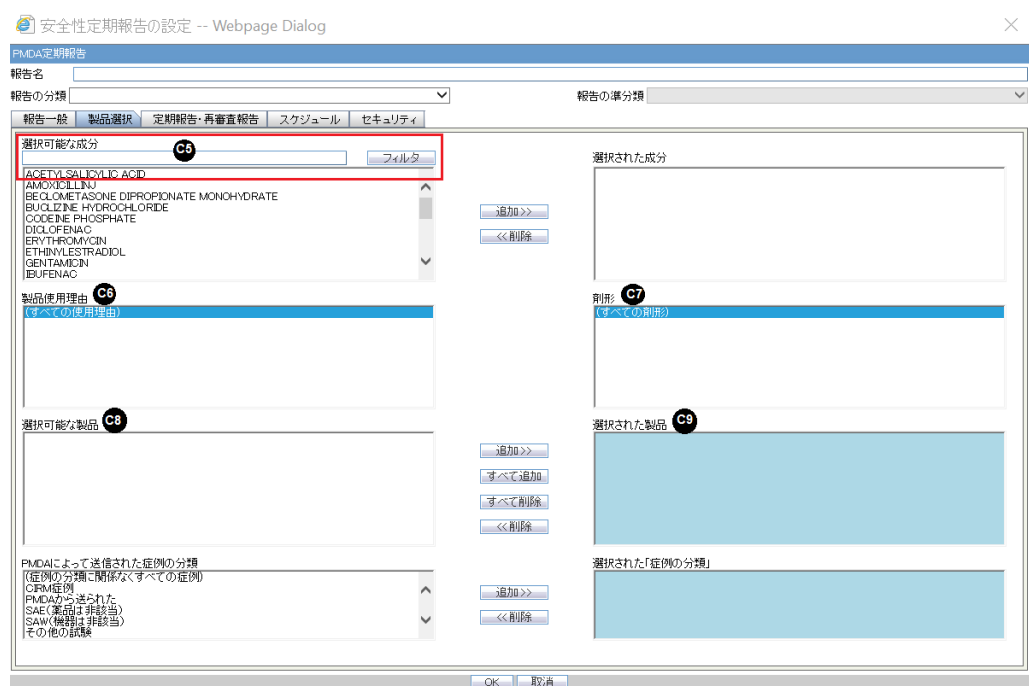 安全性定期報告の設定 -- Webpage Dialog
PMDA定期報告
報告名
報告の分類
報告の準分類
報告一般 製品選択 定期報告・再審査報告 スケジュール セキュリティ
選択可能な成分 C5
フィルタ
選択された成分
ACETYLSALICYLIC ACID
AMOXICILLINJ
BECLOMETASONE DIPROPIONATE MONOHYDRATE
BUCLIZINE HYDROCHLORIDE
CODEINE PHOSPHATE
DICLOFENAC
ERYTHROMYCIN
ETHINYLESTRADIOL
GENTAMICIN
IBUFENAC
追加>>
<<削除
製品使用理由 C6
(すべての使用理由)
剤形 C7
(すべての剤形)
選択可能な製品 C8
選択された製品 C9
追加>>
すべて追加
すべて削除
<<削除
PMDAによって送信された症例の分類
(症例の分類に関係なくすべての症例)
CIRM症例
PMDAから送られた
SAE(薬品は非該当)
SAW(機器は非該当)
その他の試験
追加>>
<<削除
選択された「症例の分類」
OK 取消